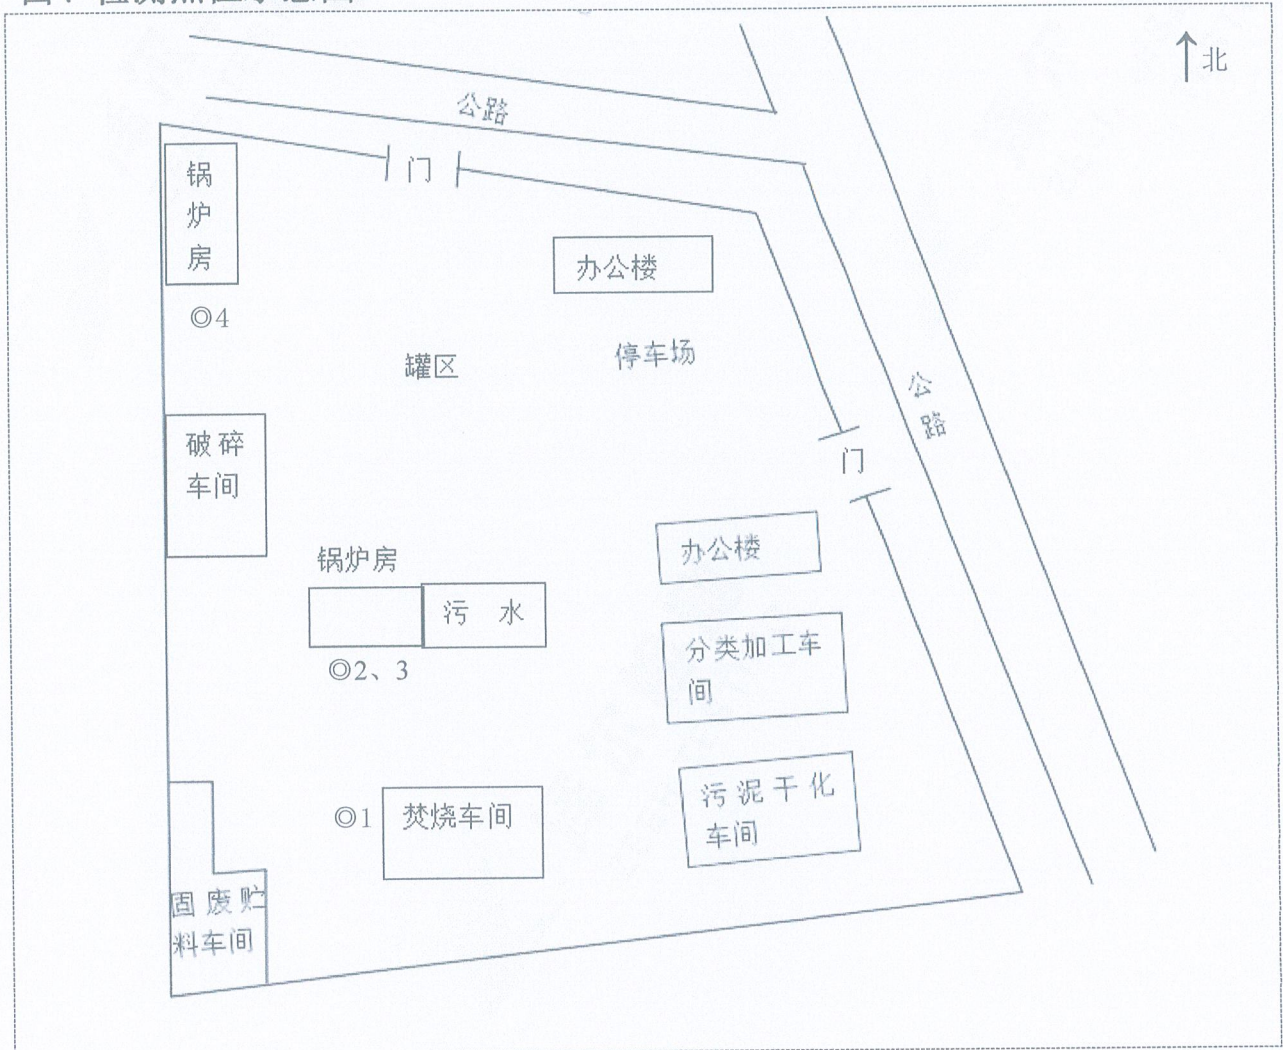 北
公路
门
锅
炉
房
办公楼
◎4
停车场
罐区
公
路
破碎
车间
门
办公楼
锅炉房
污 水
分类加工车
间
◎2、3
污泥干化
车间
◎1
焚烧车间
固废贮
料车间